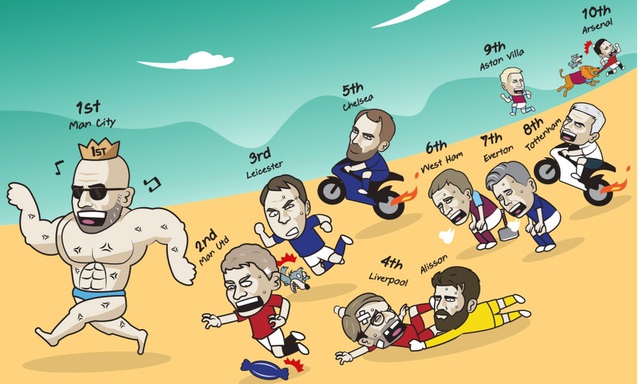 1st
Man City
1ST
2nd
Man Utd
3rd
Leicester
4th
Liverpool
Alisson
5th
Chelsea
6th
West Ham
7th
Everton
8th
Tottenham
9th
Aston Villa
10th
Arsenal